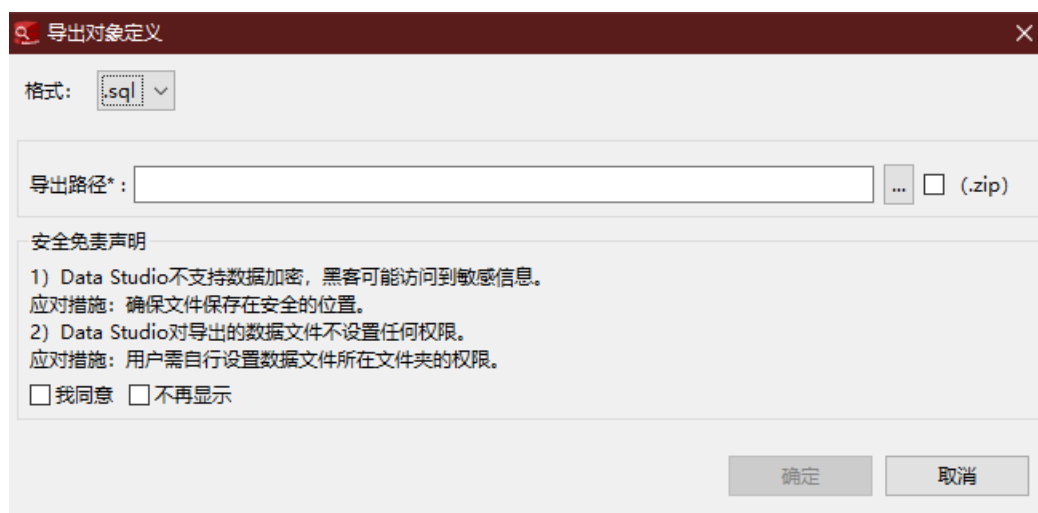 导出对象定义
格式： .sql
导出路径*： ... (.zip)
安全免责声明
1）Data Studio不支持数据加密，黑客可能访问到敏感信息。
应对措施：确保文件保存在安全的位置。
2）Data Studio对导出的数据文件不设置任何权限。
应对措施：用户需自行设置数据文件所在文件夹的权限。
我同意 不再显示
确定 取消